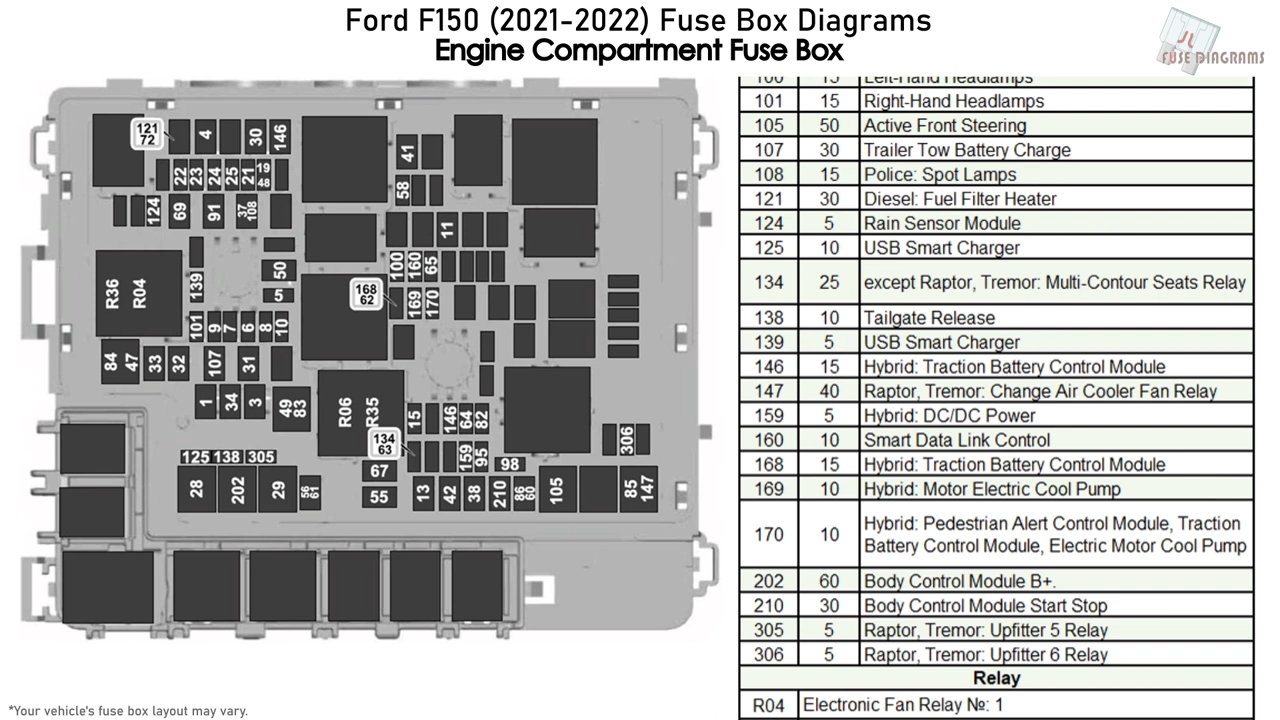 Ford F150 (2021-2022) Fuse Box Diagrams
Engine Compartment Fuse Box
JL
FUSE DIAGRAMS
121
72
4
30
146
22
23
24
25
21
19
48
124
69
91
37
108
41
58
11
R36
R04
139
50
5
100
160
65
168
62
169
170
101
9
7
6
8
10
84
47
33
32
107
31
1
34
3
49
83
R06
R35
15
146
64
82
134
63
159
95
306
125
138
305
67
98
28
202
29
56
61
55
13
42
38
210
86
60
105
85
147
100 15 Left-Hand Headlamps
101 15 Right-Hand Headlamps
105 50 Active Front Steering
107 30 Trailer Tow Battery Charge
108 15 Police: Spot Lamps
121 30 Diesel: Fuel Filter Heater
124 5 Rain Sensor Module
125 10 USB Smart Charger
134 25 except Raptor, Tremor: Multi-Contour Seats Relay
138 10 Tailgate Release
139 5 USB Smart Charger
146 15 Hybrid: Traction Battery Control Module
147 40 Raptor, Tremor: Change Air Cooler Fan Relay
159 5 Hybrid: DC/DC Power
160 10 Smart Data Link Control
168 15 Hybrid: Traction Battery Control Module
169 10 Hybrid: Motor Electric Cool Pump
170 10 Hybrid: Pedestrian Alert Control Module, Traction
Battery Control Module, Electric Motor Cool Pump
202 60 Body Control Module B+.
210 30 Body Control Module Start Stop
305 5 Raptor, Tremor: Upfitter 5 Relay
306 5 Raptor, Tremor: Upfitter 6 Relay
Relay
R04 Electronic Fan Relay №: 1
*Your vehicle's fuse box layout may vary.